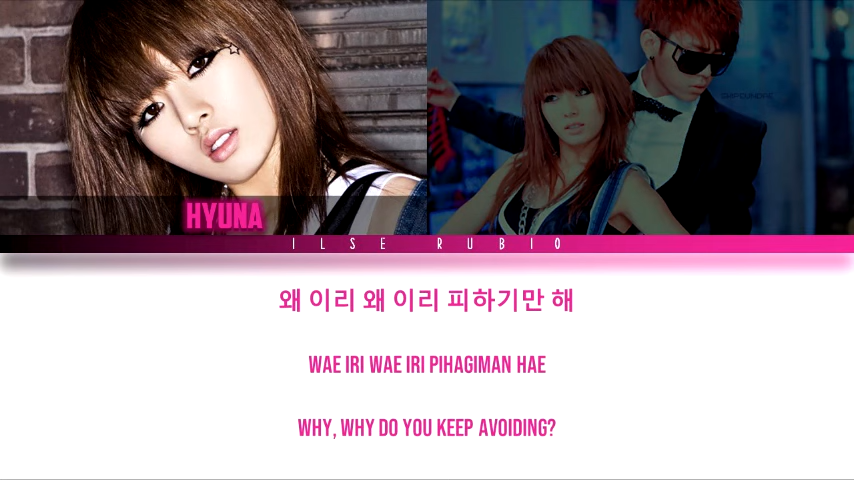 HYUNA
ILSE RUBIO
왜 이리 왜 이리 피하기만 해
WAE IRI WAE IRI PIHAGIMAN HAE
WHY, WHY DO YOU KEEP AVOIDING?